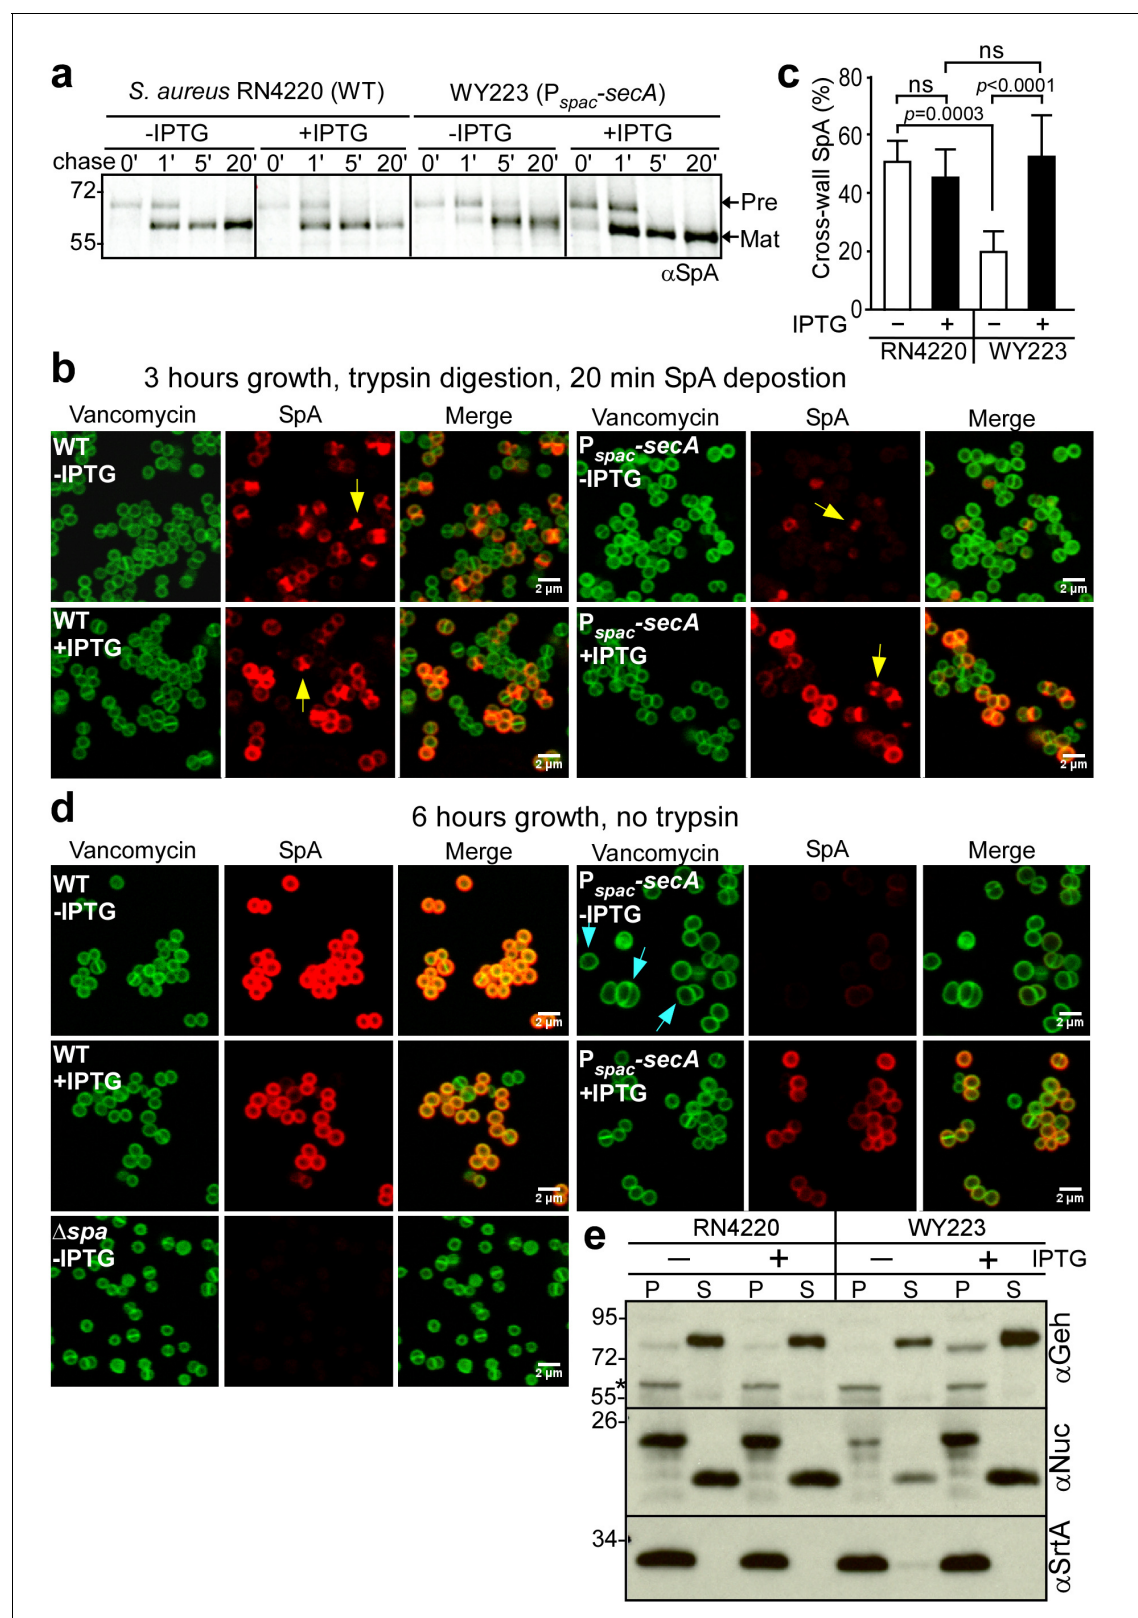 a
S. aureus RN4220 (WT) WY223 (Pspac-secA)
-IPTG +IPTG -IPTG +IPTG
chase 0' 1' 5' 20' 0' 1' 5' 20' 0' 1' 5' 20' 0' 1' 5' 20'
72
Pre
55
Mat
αSpA
c
ns
ns p<0.0001
p=0.0003
Cross-wall SpA (%)
80
60
40
20
0
IPTG − + − +
RN4220 WY223
b 3 hours growth, trypsin digestion, 20 min SpA depostion
Vancomycin SpA Merge Vancomycin SpA Merge
WT
-IPTG
2 μm
Pspac-secA
-IPTG
2 μm
WT
+IPTG
2 μm
Pspac-secA
+IPTG
2 μm
d 6 hours growth, no trypsin
Vancomycin SpA Merge Vancomycin SpA Merge
WT
-IPTG
2 μm
Pspac-secA
-IPTG
2 μm
WT
+IPTG
2 μm
Pspac-secA
+IPTG
2 μm
Δspa
-IPTG
2 μm
e RN4220 WY223
− + − + IPTG
P S P S P S P S
95
72
*
55
αGeh
26
αNuc
34
αSrtA